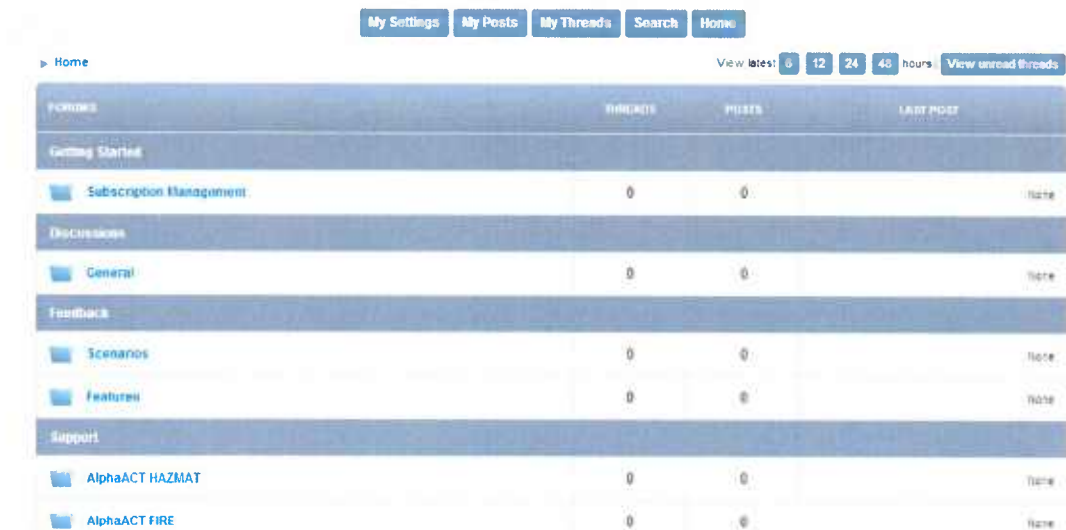 My Settings My Posts My Threads Search Home
Home View latest 6 12 24 48 hours View unread threads
FORUMS THREADS POSTS LAST POST
Getting Started
Subscription Management 0 0 None
Discussions
General 0 0 None
Feedback
Scenarios 0 0 None
Features 0 0 None
Support
AlphaACT HAZMAT 0 0 None
AlphaACT FIRE 0 0 None